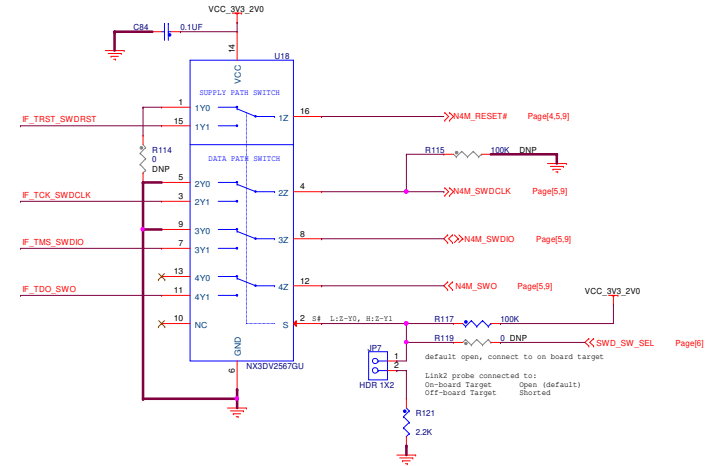 VCC_3V3_2V0
C84 0.1UF
14
U18
VCC
SUPPLY PATH SWITCH
1 1Y0
IF_TRST_SWDRST 15 1Y1 1Z 16 N4M_RESET# Page[4,5,9]
R114
0
DNP
DATA PATH SWITCH
R115 100K DNP
5 2Y0
IF_TCK_SWDCLK 3 2Y1 2Z 4 N4M_SWDCLK Page[5,9]
9 3Y0
IF_TMS_SWDIO 7 3Y1 3Z 8 N4M_SWDIO Page[5,9]
13 4Y0
IF_TDO_SWO 11 4Y1 4Z 12 N4M_SWO Page[5,9]
VCC_3V3_2V0
10 NC S 2 S# L:Z-Y0, H:Z-Y1 R117 100K
R119 0 DNP SWD_SW_SEL Page[6]
GND
6
NX3DV2567GU
JP7
1
2
HDR 1X2
default open, connect to on board target
Link2 probe connected to:
On-board Target Open (default)
Off-board Target Shorted
R121
2.2K